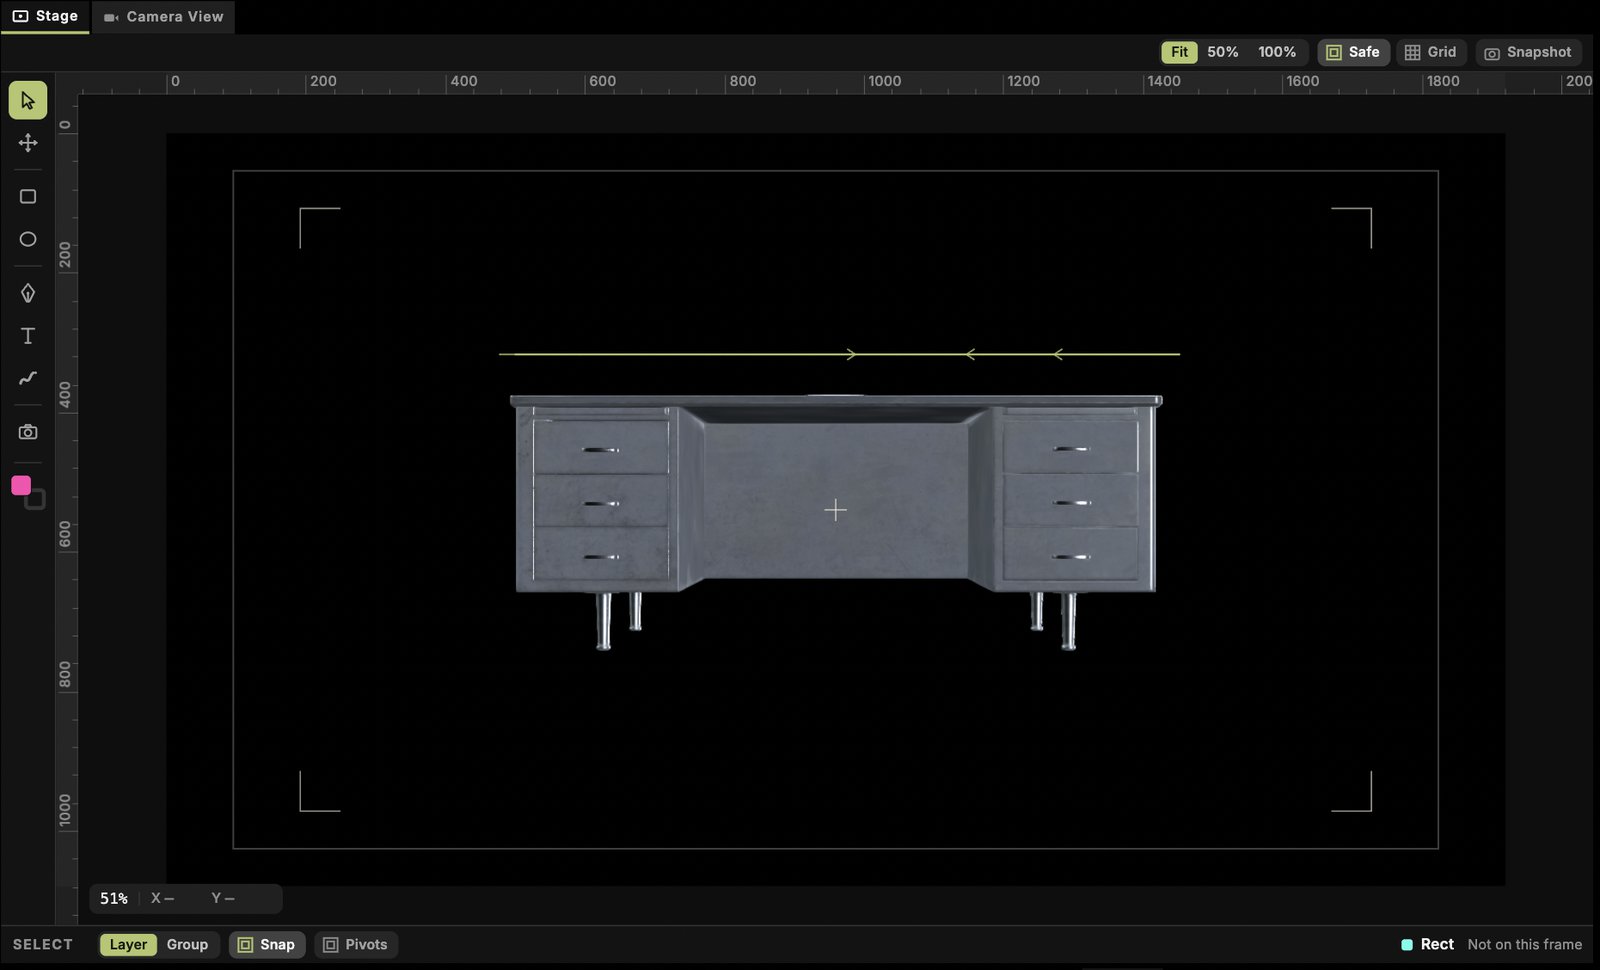 Stage Camera View
Fit 50% 100% Safe Grid Snapshot
0 200 400 600 800 1000 1200 1400 1600 1800 200
0
200
400
600
800
1000
T
51% X – Y –
SELECT Layer Group Snap Pivots Rect Not on this frame